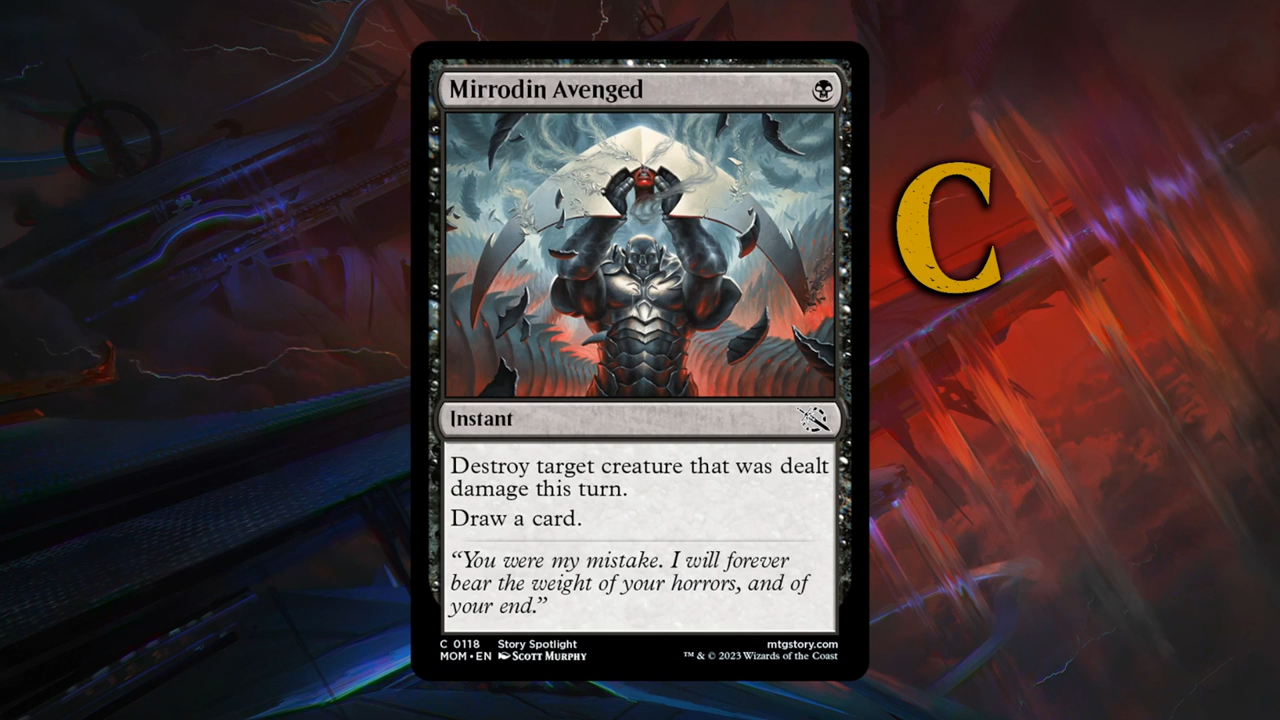 Mirrodin Avenged
C
Instant
Destroy target creature that was dealt
damage this turn.
Draw a card.
“You were my mistake. I will forever
bear the weight of your horrors, and of
your end.”
C 0118 Story Spotlight mtgstory.com
MOM • EN Scott Murphy ™ & © 2023 Wizards of the Coast